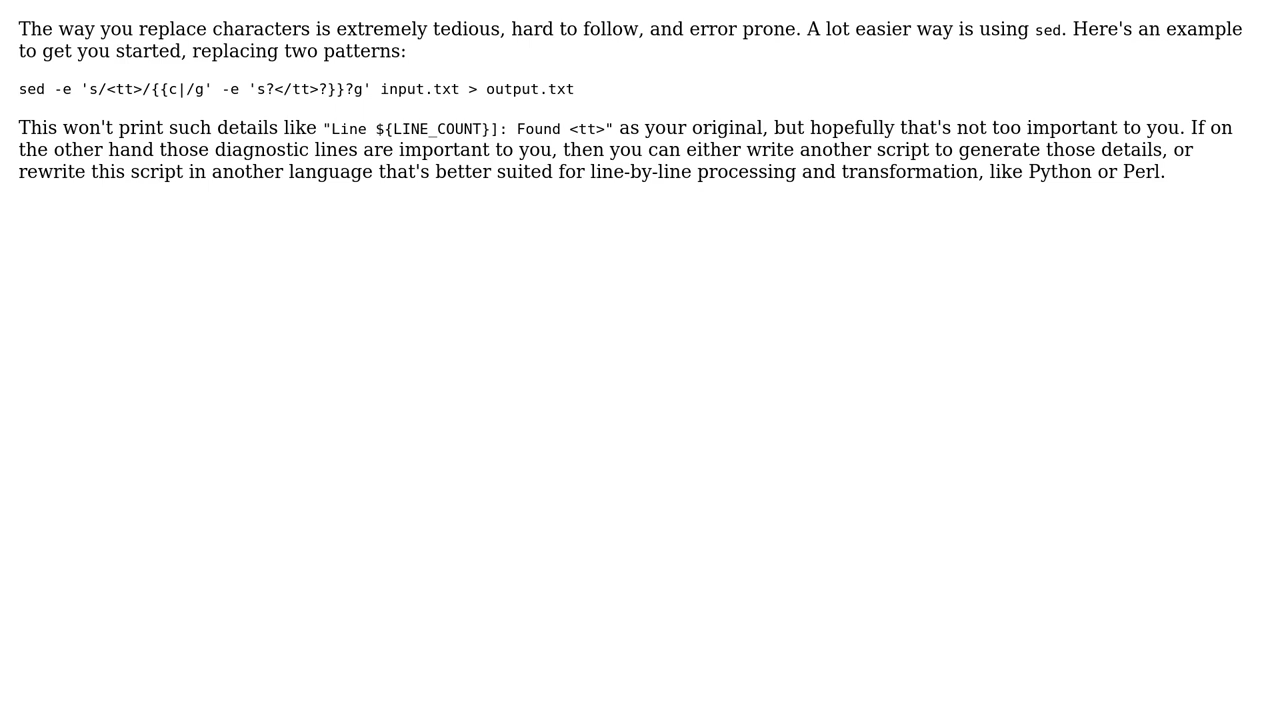 The way you replace characters is extremely tedious, hard to follow, and error prone. A lot easier way is using sed. Here's an example
to get you started, replacing two patterns:
sed -e 's/<tt>/{{c|/g' -e 's?</tt>?}}?g' input.txt > output.txt
This won't print such details like "Line ${LINE_COUNT}]: Found <tt>" as your original, but hopefully that's not too important to you. If on
the other hand those diagnostic lines are important to you, then you can either write another script to generate those details, or
rewrite this script in another language that's better suited for line-by-line processing and transformation, like Python or Perl.